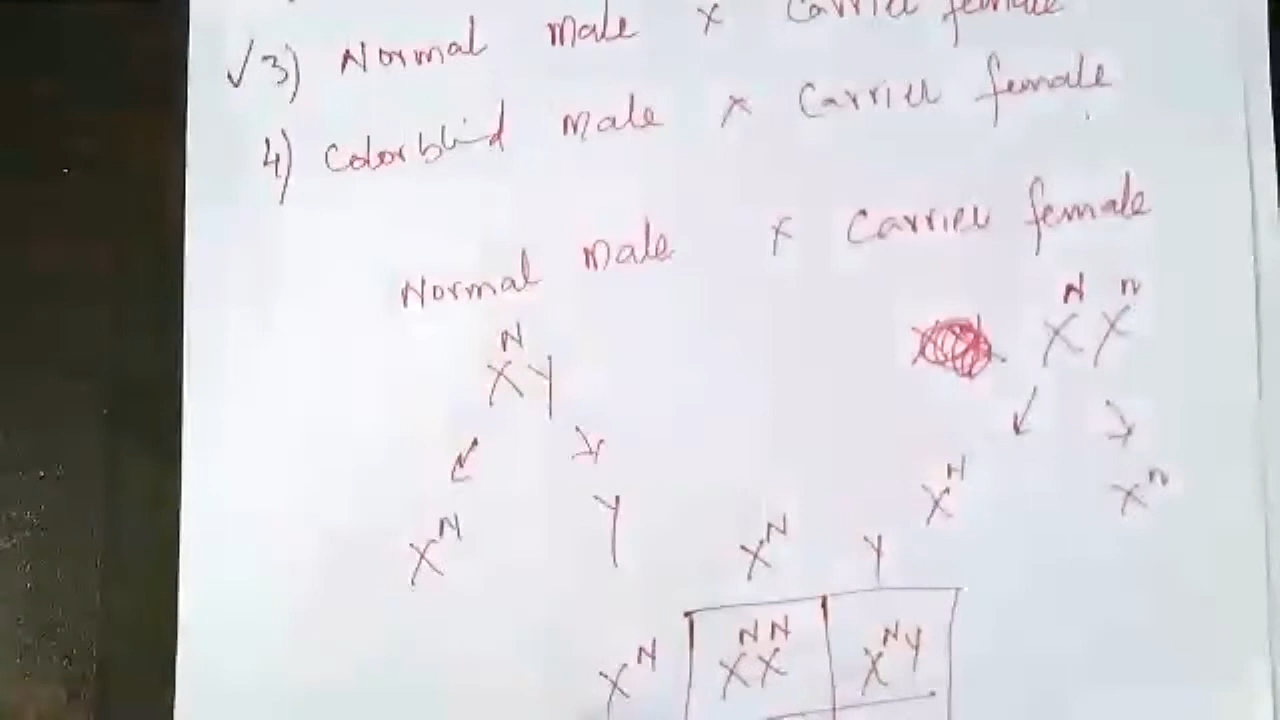 √3) Normal male x Carrier female
4) Colorblind male x Carrier female
Normal male x Carrier female
X^N Y X^N X^n
X^N Y X^N X^n
X^N Y
X^N X^N X^N X^N Y